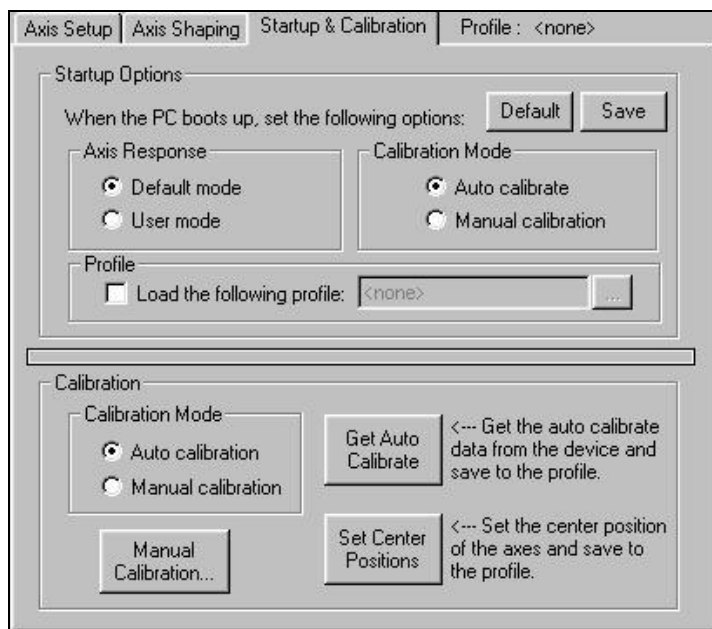 Axis Setup Axis Shaping Startup & Calibration Profile : <none>
Startup Options
When the PC boots up, set the following options: Default Save
Axis Response
Default mode
User mode
Calibration Mode
Auto calibrate
Manual calibration
Profile
Load the following profile: <none> ...
Calibration
Calibration Mode
Auto calibration
Manual calibration
Manual
Calibration...
Get Auto
Calibrate
<--- Get the auto calibrate
data from the device and
save to the profile.
Set Center
Positions
<--- Set the center position
of the axes and save to
the profile.